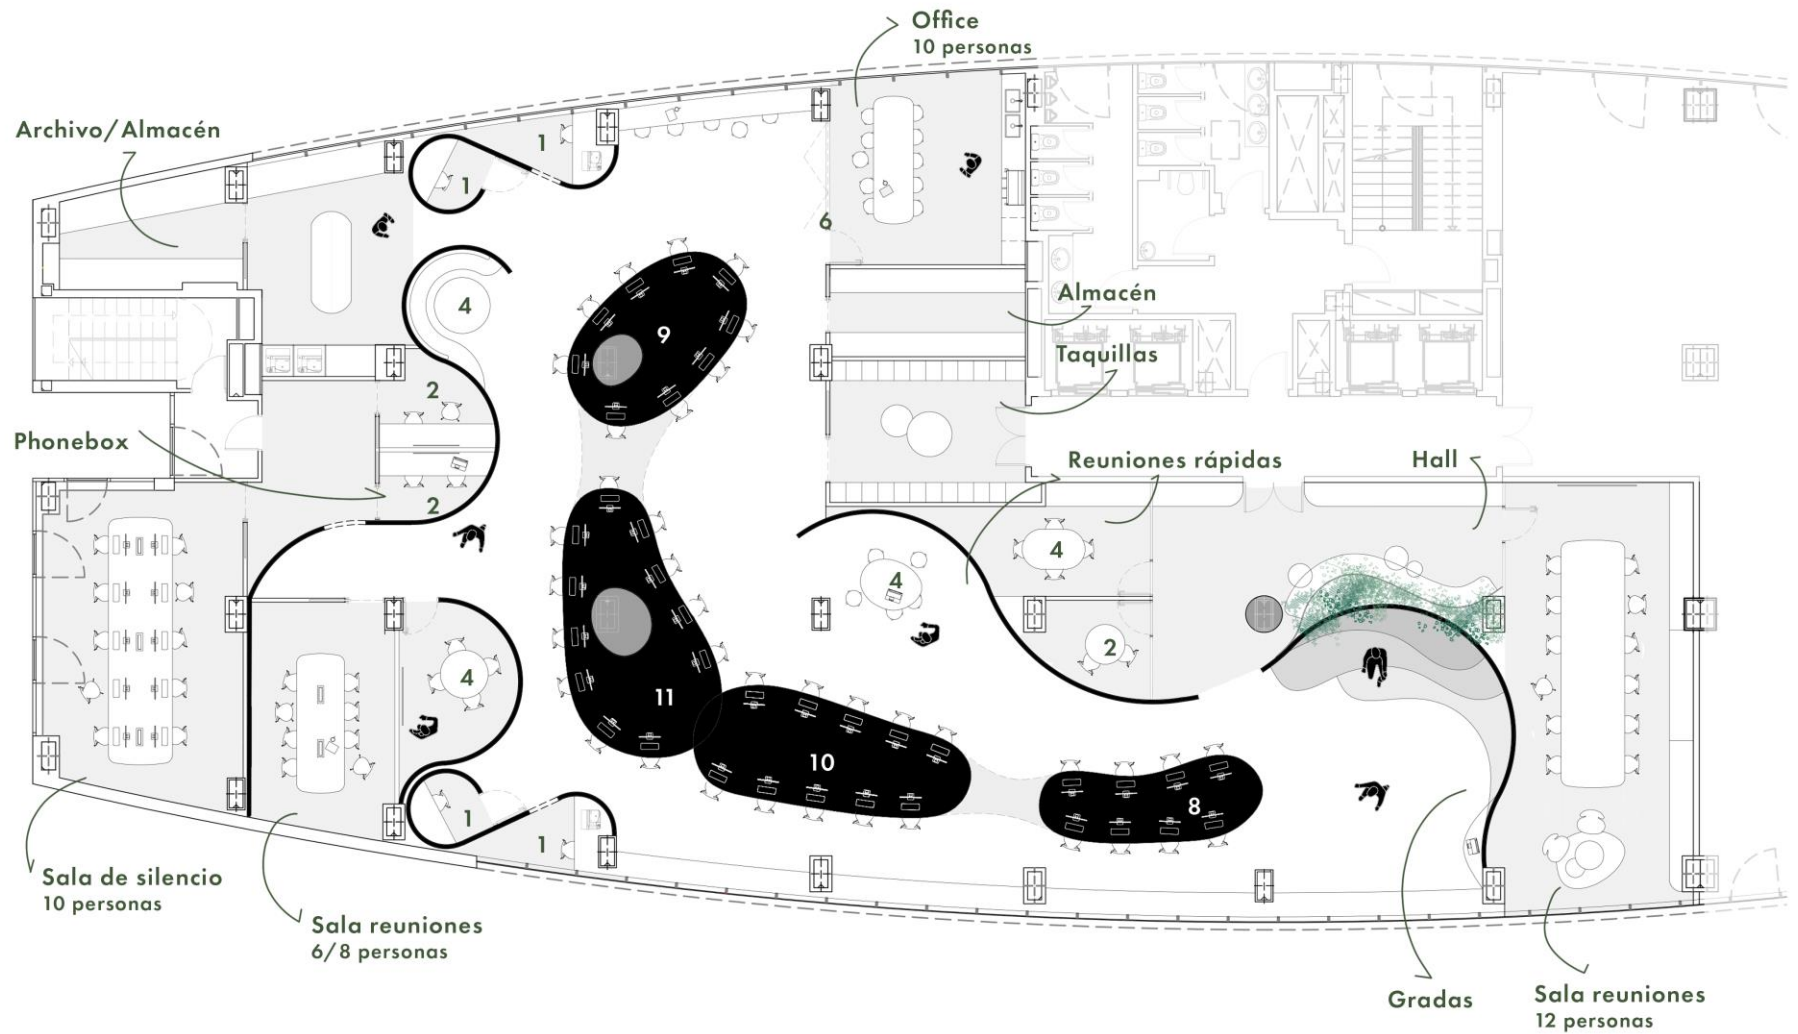 Office
10 personas
Archivo/Almacén
1
1
6
4
Almacén
9
Taquillas
2
Phonebox
Reuniones rápidas
Hall
2
4
4
2
4
11
10
8
1
1
Sala de silencio
10 personas
Sala reuniones
6/8 personas
Gradas
Sala reuniones
12 personas